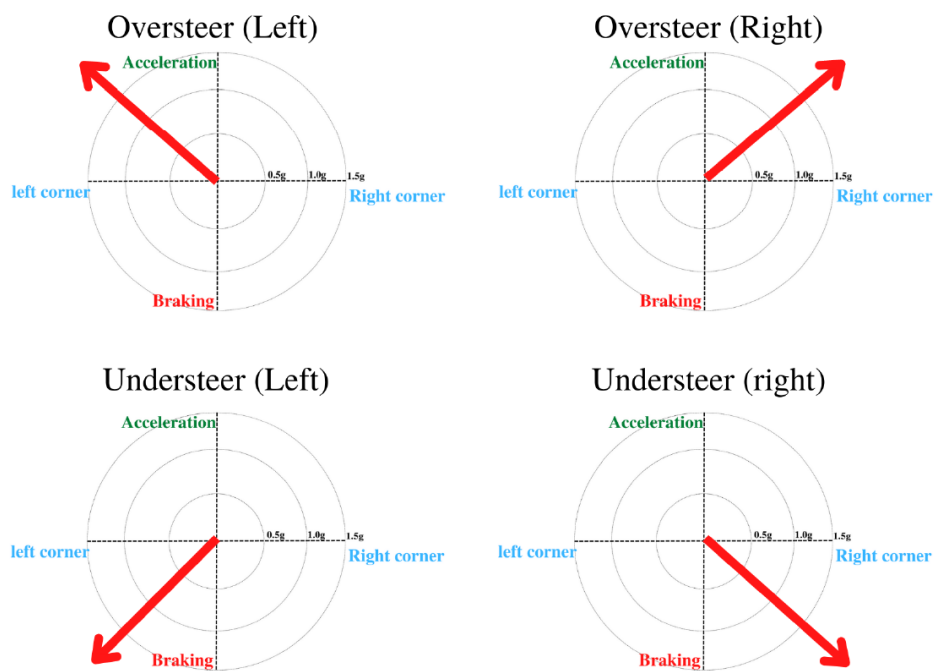 Oversteer (Left)
Acceleration
left corner
0.5g 1.0g 1.5g
Right corner
Braking
Oversteer (Right)
Acceleration
left corner
0.5g 1.0g 1.5g
Right corner
Braking
Understeer (Left)
Acceleration
left corner
0.5g 1.0g 1.5g
Right corner
Braking
Understeer (right)
Acceleration
left corner
0.5g 1.0g 1.5g
Right corner
Braking